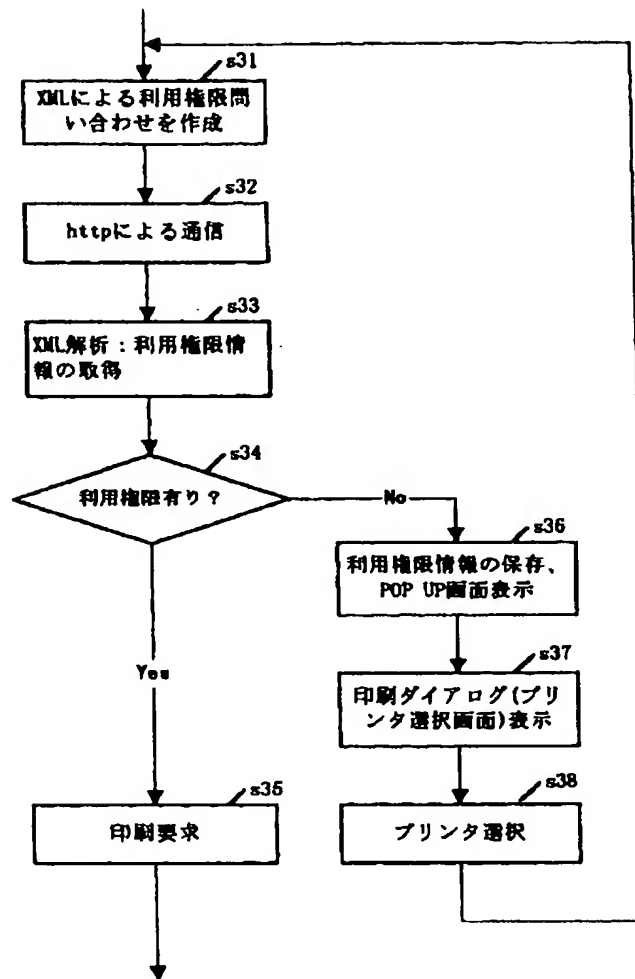 s31
XMLによる利用権限問
い合わせを作成
s32
httpによる通信
s33
XML解析：利用権限情
報の取得
s34
利用権限有り？
No
s36
利用権限情報の保存、
POP UP画面表示
s37
印刷ダイアログ(プリ
ンタ選択画面)表示
Yes
s35
印刷要求
s38
プリンタ選択